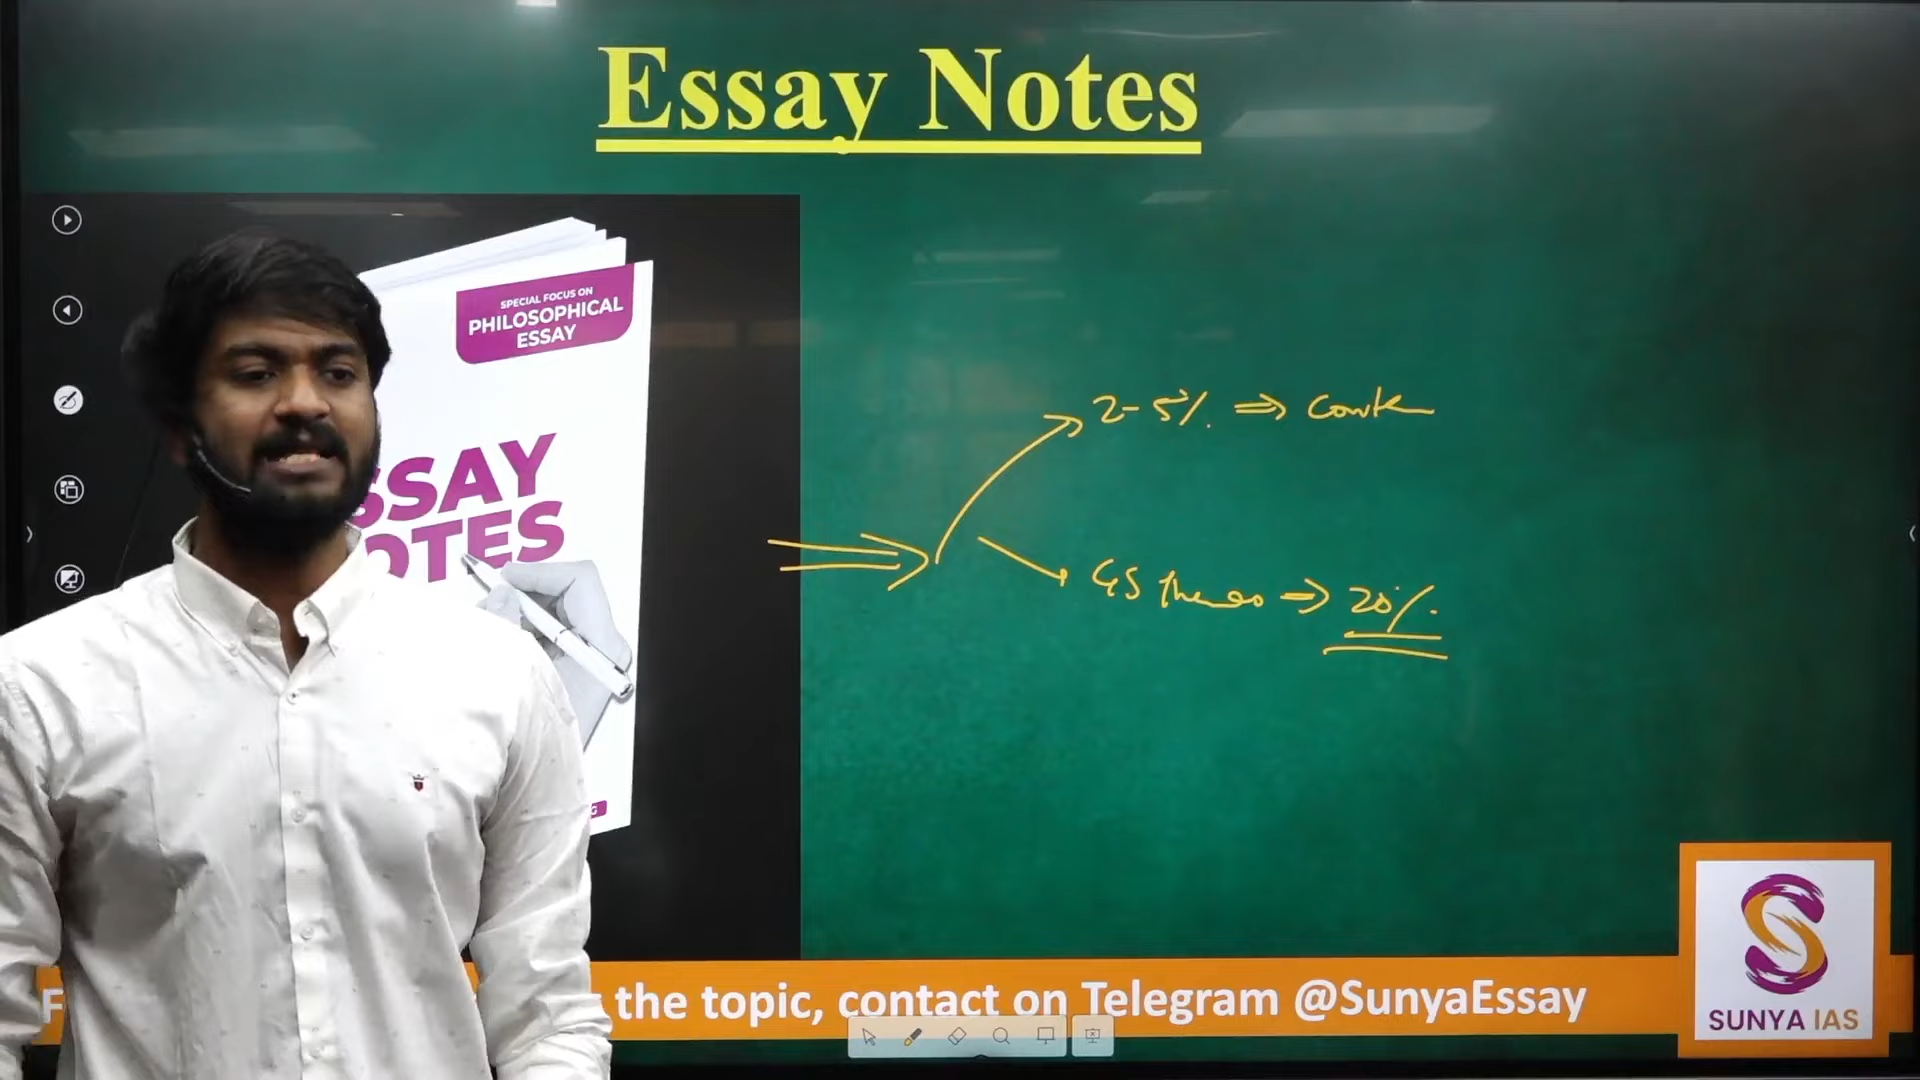 Essay Notes
SPECIAL FOCUS ON
PHILOSOPHICAL
ESSAY
SSAY
OTES
2-5% ⇒
GS themes ⇒ 20%.
G
F
the topic, contact on Telegram @SunyaEssay
S
SUNYA IAS